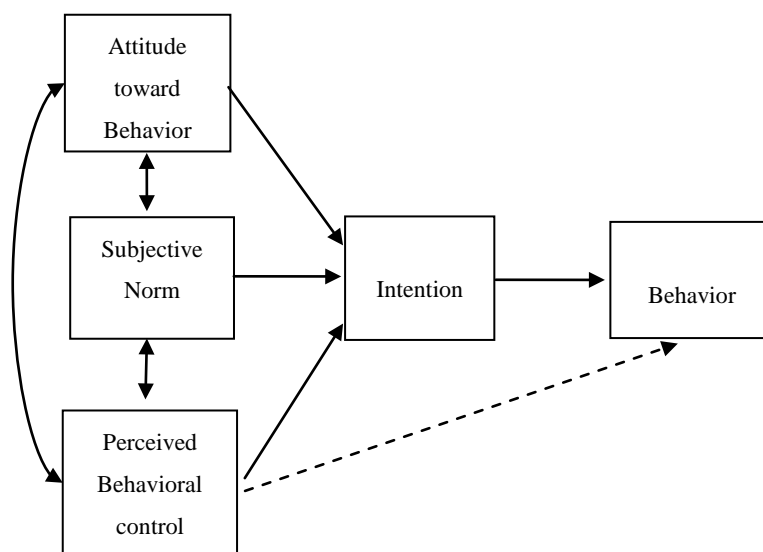 Attitude
toward
Behavior
Subjective
Norm
Intention
Behavior
Perceived
Behavioral
control